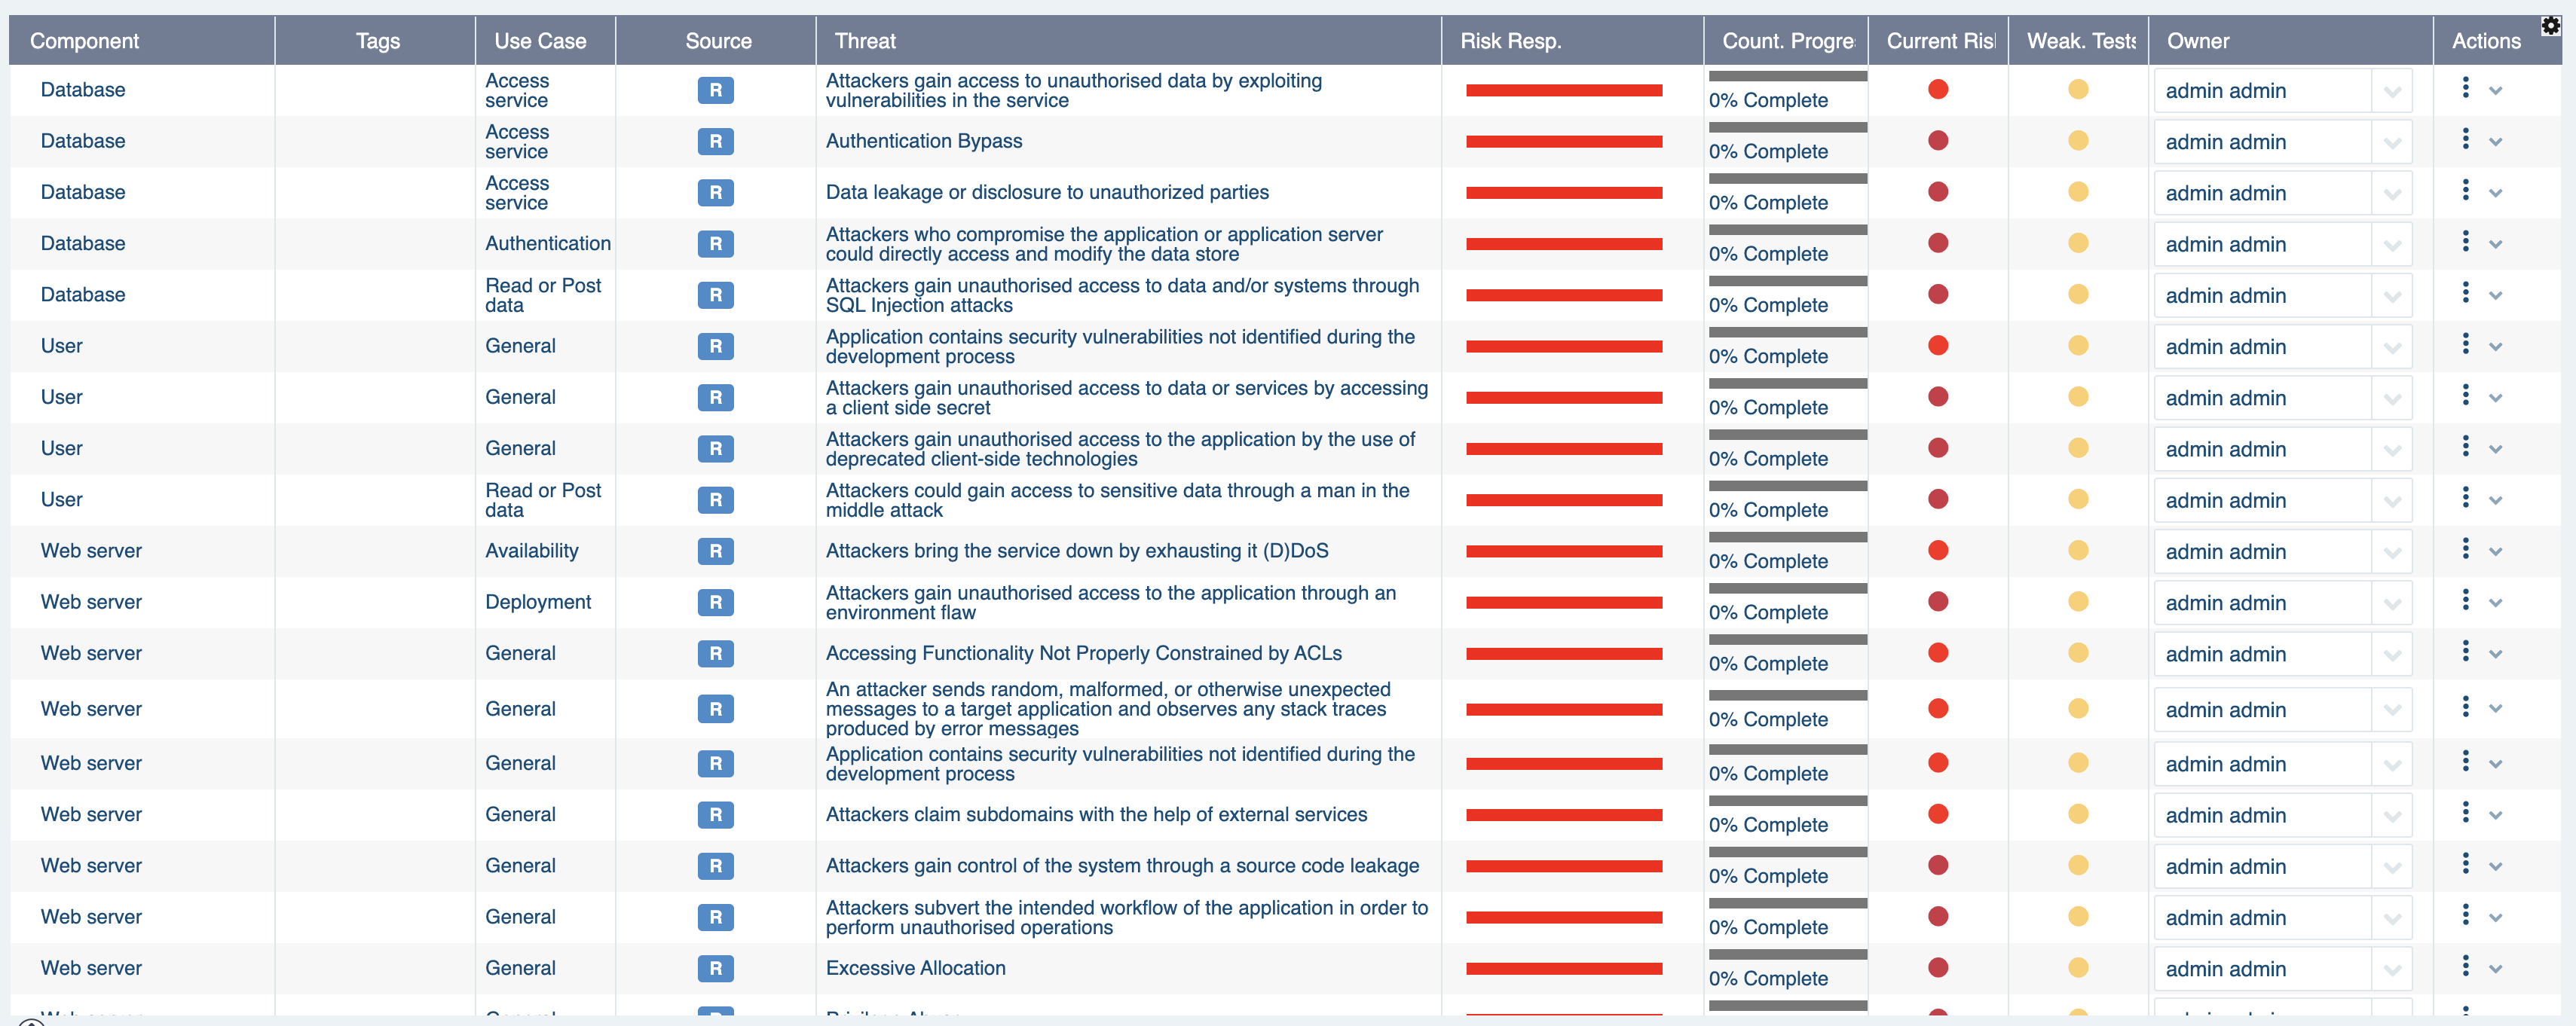 Component Tags Use Case Source Threat Risk Resp. Count. Progre Current Ris Weak. Tests Owner Actions
Database Access service R Attackers gain access to unauthorised data by exploiting vulnerabilities in the service 0% Complete admin admin
Database Access service R Authentication Bypass 0% Complete admin admin
Database Access service R Data leakage or disclosure to unauthorized parties 0% Complete admin admin
Database Authentication R Attackers who compromise the application or application server could directly access and modify the data store 0% Complete admin admin
Database Read or Post data R Attackers gain unauthorised access to data and/or systems through SQL Injection attacks 0% Complete admin admin
User General R Application contains security vulnerabilities not identified during the development process 0% Complete admin admin
User General R Attackers gain unauthorised access to data or services by accessing a client side secret 0% Complete admin admin
User General R Attackers gain unauthorised access to the application by the use of deprecated client-side technologies 0% Complete admin admin
User Read or Post data R Attackers could gain access to sensitive data through a man in the middle attack 0% Complete admin admin
Web server Availability R Attackers bring the service down by exhausting it (D)DoS 0% Complete admin admin
Web server Deployment R Attackers gain unauthorised access to the application through an environment flaw 0% Complete admin admin
Web server General R Accessing Functionality Not Properly Constrained by ACLs 0% Complete admin admin
Web server General R An attacker sends random, malformed, or otherwise unexpected messages to a target application and observes any stack traces produced by error messages 0% Complete admin admin
Web server General R Application contains security vulnerabilities not identified during the development process 0% Complete admin admin
Web server General R Attackers claim subdomains with the help of external services 0% Complete admin admin
Web server General R Attackers gain control of the system through a source code leakage 0% Complete admin admin
Web server General R Attackers subvert the intended workflow of the application in order to perform unauthorised operations 0% Complete admin admin
Web server General R Excessive Allocation 0% Complete admin admin